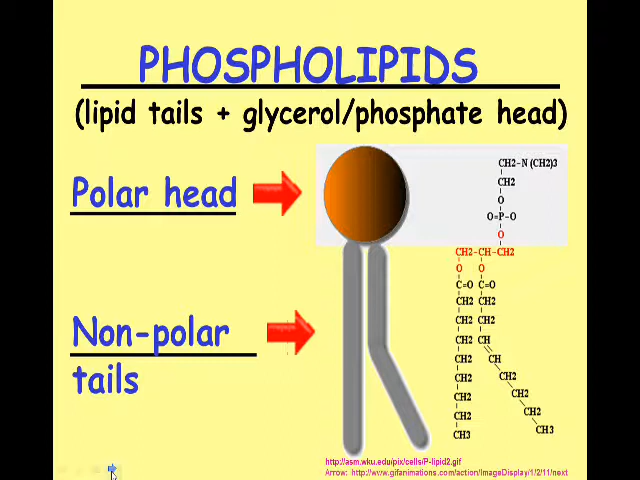 PHOSPHOLIPIDS
(lipid tails + glycerol/phosphate head)
Polar head
Non-polar
tails
CH2-N (CH2)3
CH2
O
O=P-O
O
CH2-CH-CH2
O O
C=O C=O
CH2 CH2
CH2 CH2
CH2 CH
CH2 CH
CH2 CH2
CH2 CH2
CH2 CH2
CH3 CH3
http://asm.wku.edu/pix/cells/P-lipid2.gif
Arrow: http://www.gifanimations.com/action/ImageDisplay/1/2/11/next